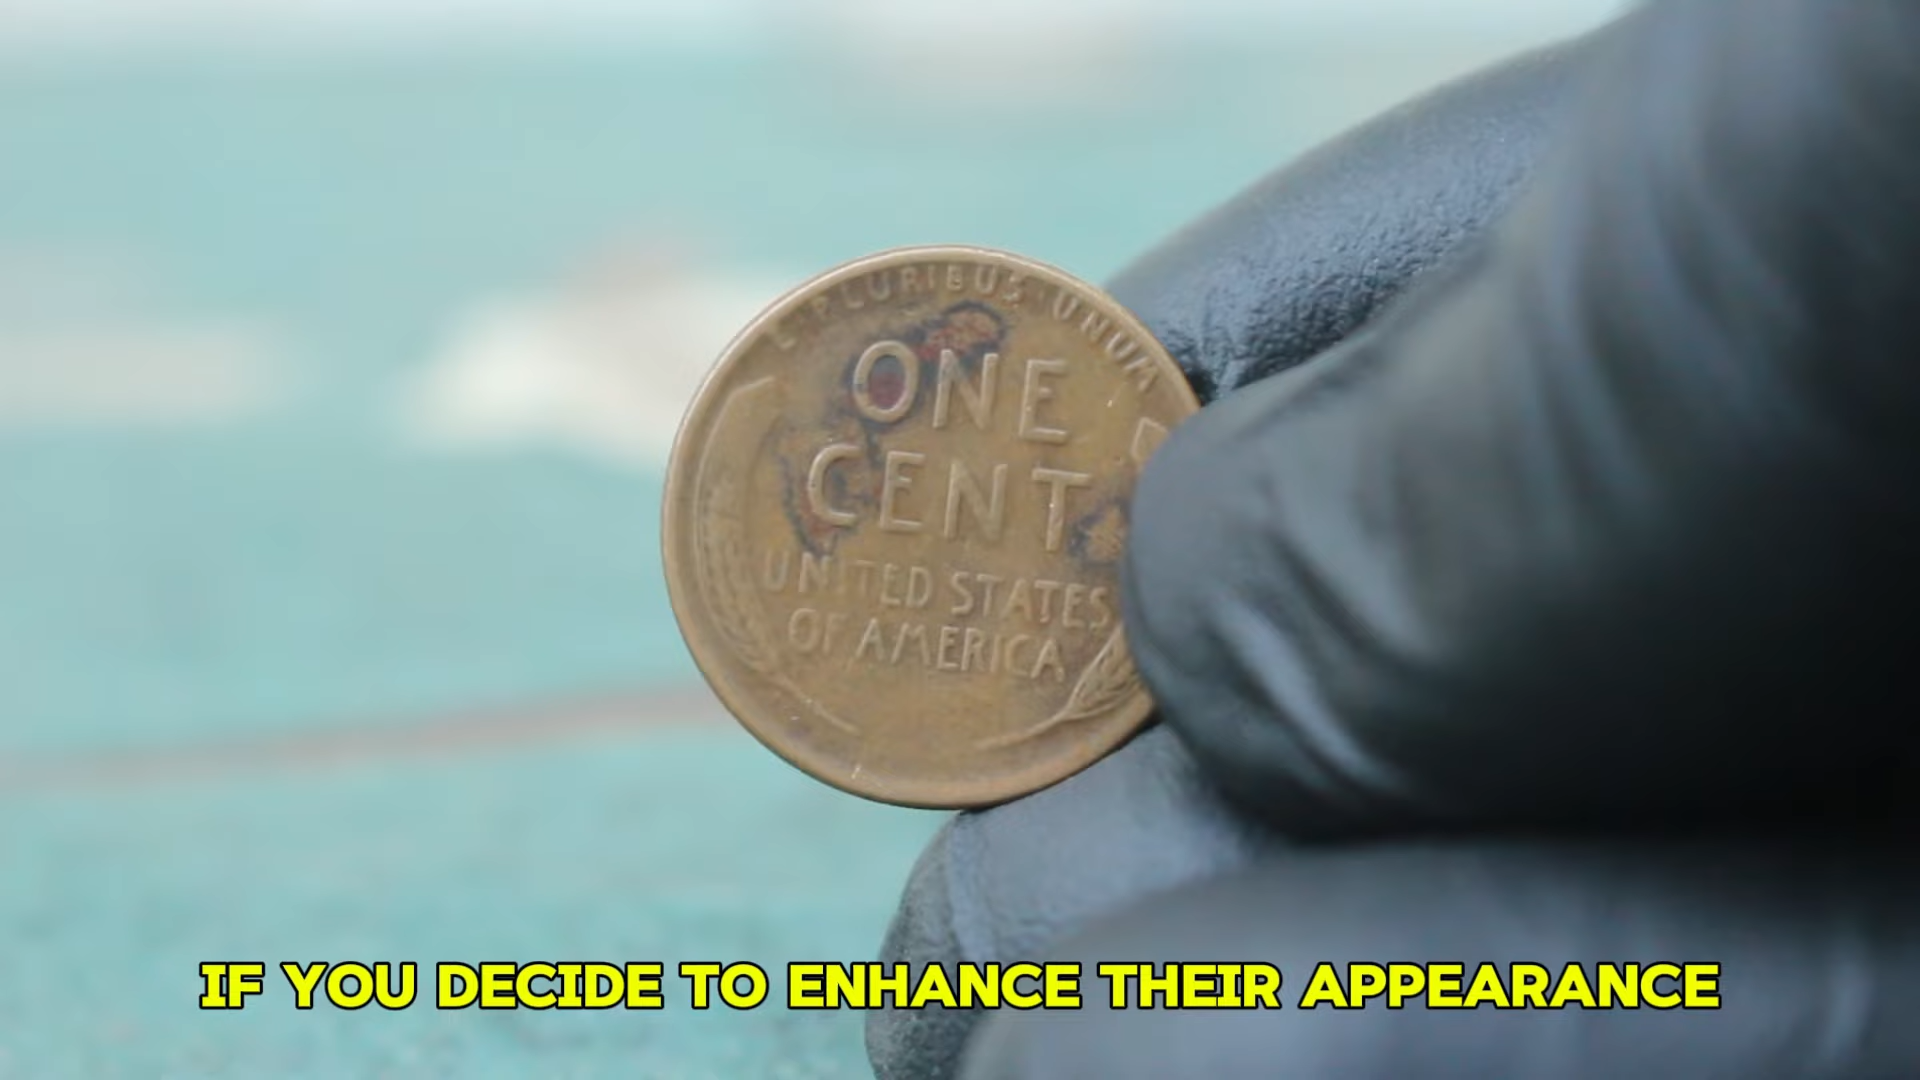 E · PLURIBUS · UNUM
ONE
CENT
UNITED STATES
OF AMERICA
IF YOU DECIDE TO ENHANCE THEIR APPEARANCE